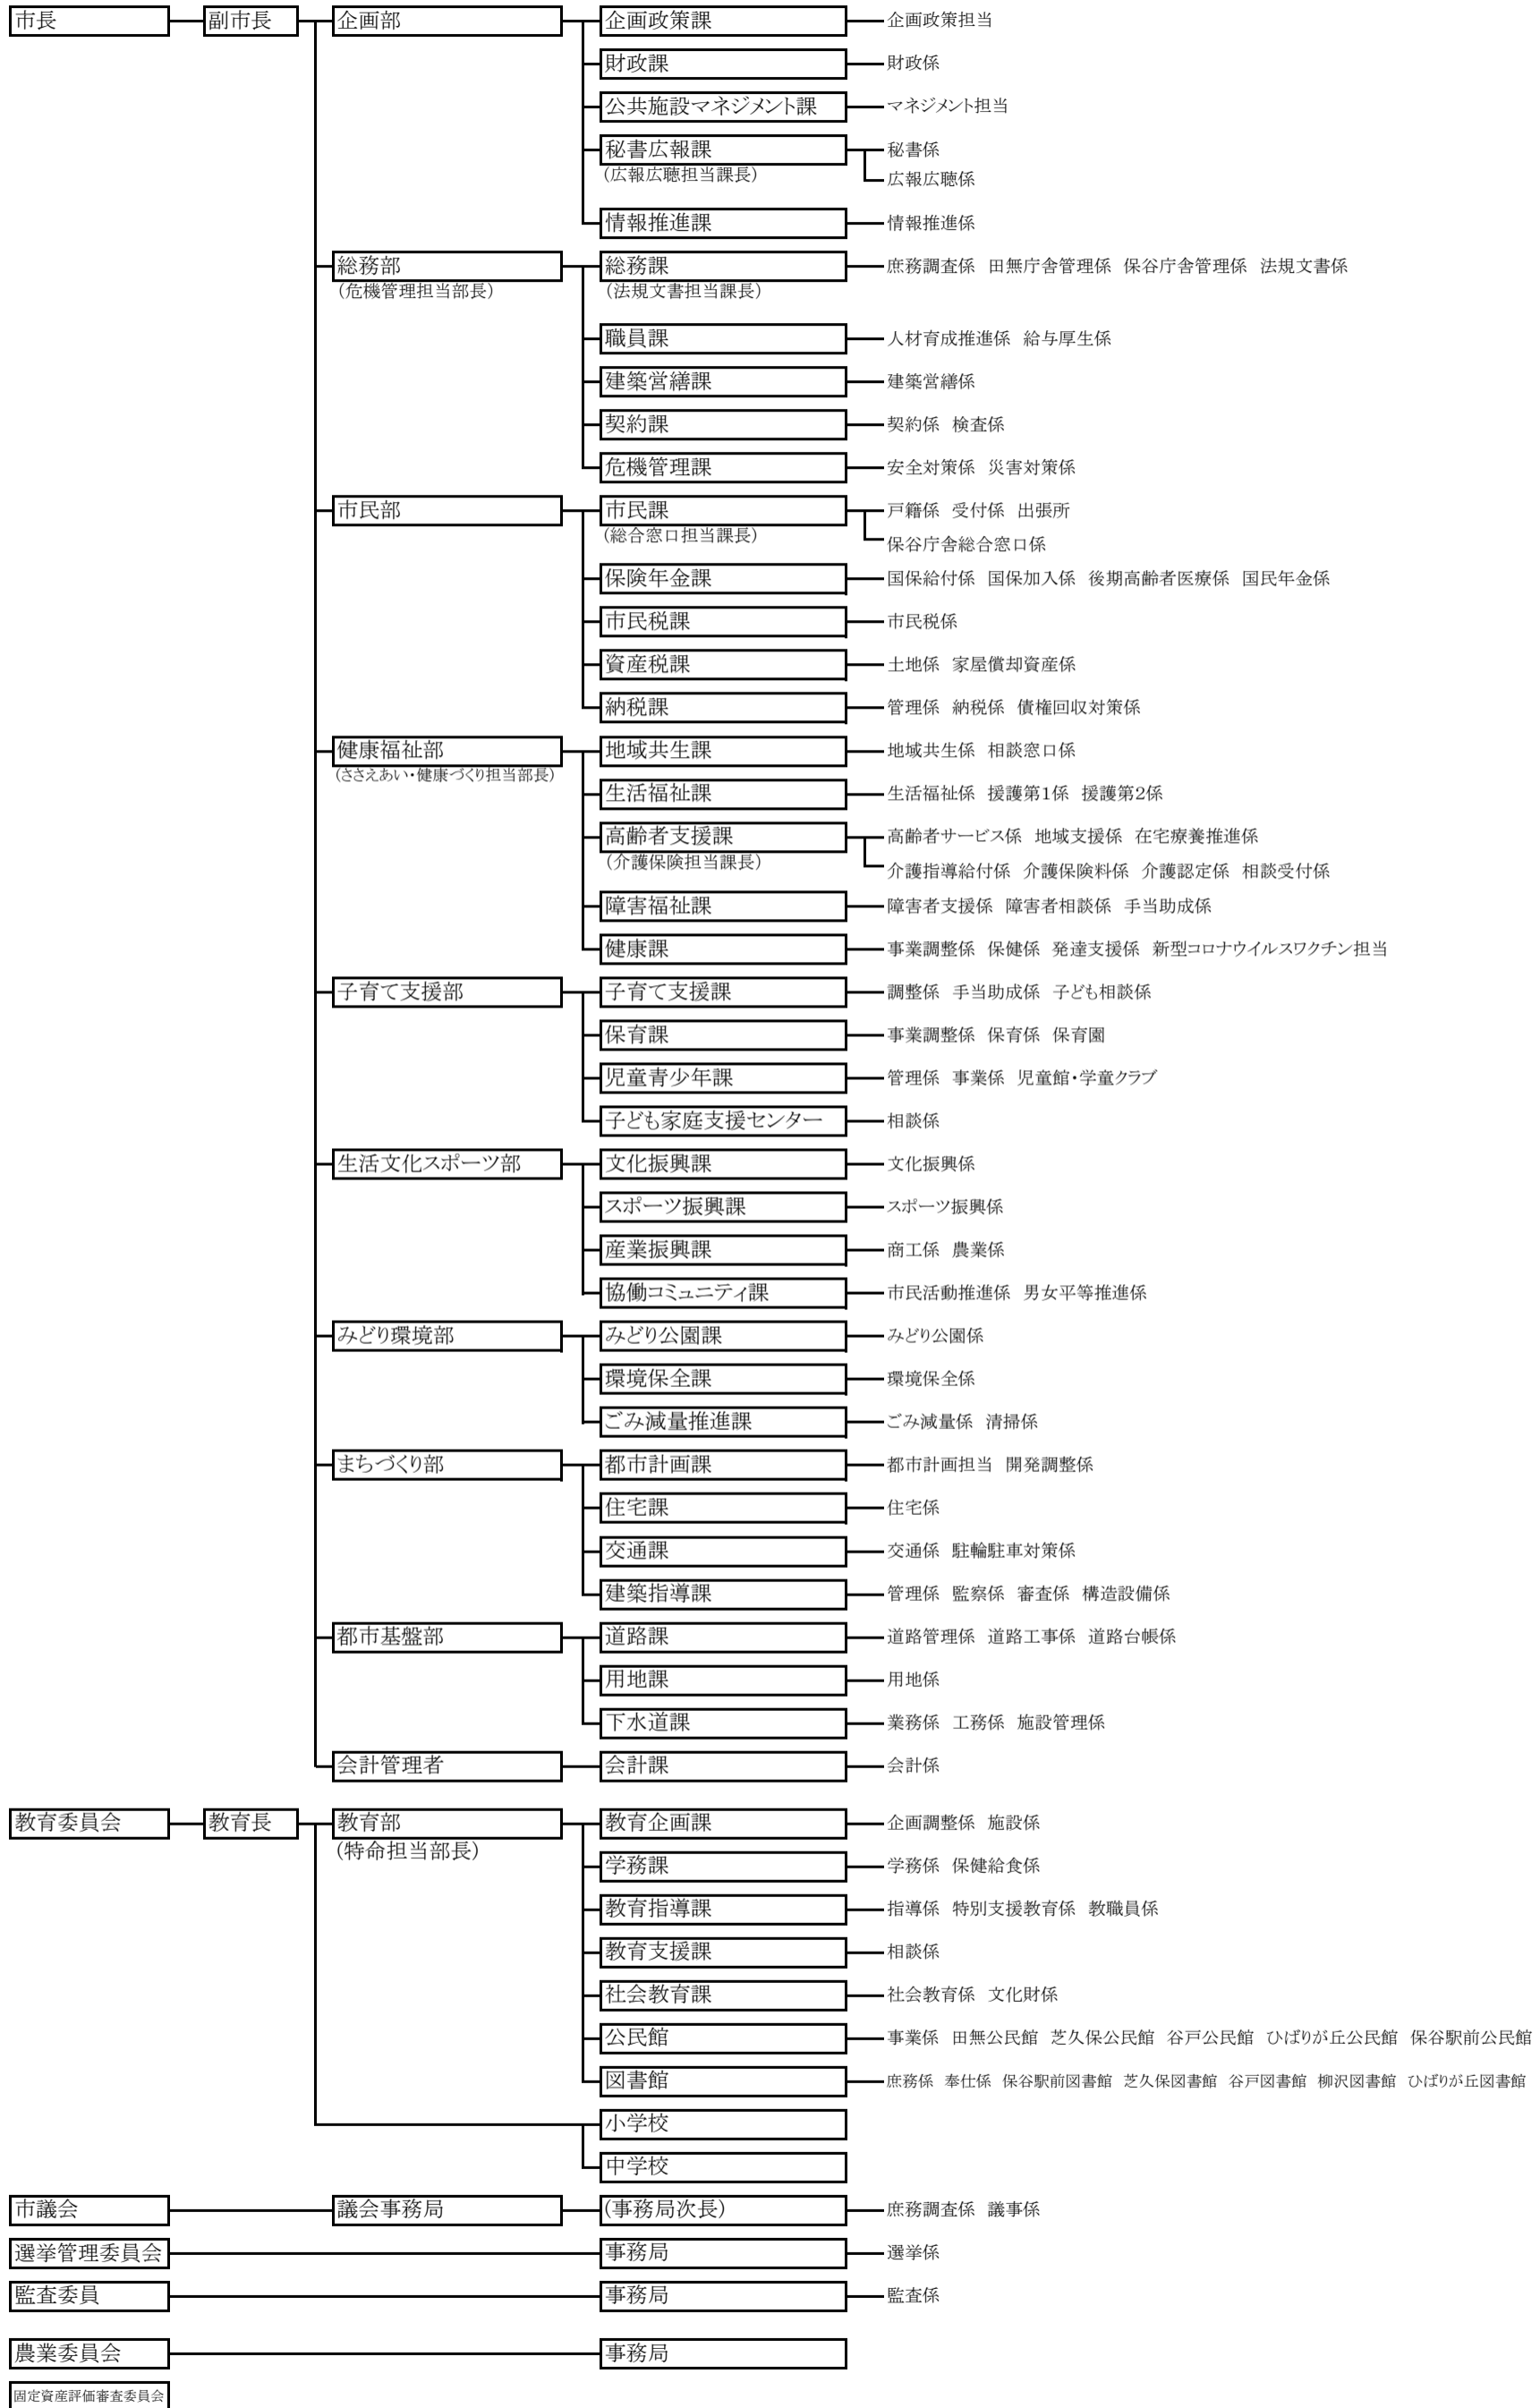 市長 副市長 企画部 企画政策課 企画政策担当
財政課 財政係
公共施設マネジメント課 マネジメント担当
秘書広報課 秘書係
(広報広聴担当課長) 広報広聴係
情報推進課 情報推進係
総務部 総務課 庶務調査係 田無庁舎管理係 保谷庁舎管理係 法規文書係
(危機管理担当部長) (法規文書担当課長)
職員課 人材育成推進係 給与厚生係
建築営繕課 建築営繕係
契約課 契約係 検査係
危機管理課 安全対策係 災害対策係
市民部 市民課 戸籍係 受付係 出張所
(総合窓口担当課長) 保谷庁舎総合窓口係
保険年金課 国保給付係 国保加入係 後期高齢者医療係 国民年金係
市民税課 市民税係
資産税課 土地係 家屋償却資産係
納税課 管理係 納税係 債権回収対策係
健康福祉部 地域共生課 地域共生係 相談窓口係
(ささえあい・健康づくり担当部長)
生活福祉課 生活福祉係 援護第1係 援護第2係
高齢者支援課 高齢者サービス係 地域支援係 在宅療養推進係
(介護保険担当課長) 介護指導給付係 介護保険料係 介護認定係 相談受付係
障害福祉課 障害者支援係 障害者相談係 手当助成係
健康課 事業調整係 保健係 発達支援係 新型コロナウイルスワクチン担当
子育て支援部 子育て支援課 調整係 手当助成係 子ども相談係
保育課 事業調整係 保育係 保育園
児童青少年課 管理係 事業係 児童館・学童クラブ
子ども家庭支援センター 相談係
生活文化スポーツ部 文化振興課 文化振興係
スポーツ振興課 スポーツ振興係
産業振興課 商工係 農業係
協働コミュニティ課 市民活動推進係 男女平等推進係
みどり環境部 みどり公園課 みどり公園係
環境保全課 環境保全係
ごみ減量推進課 ごみ減量係 清掃係
まちづくり部 都市計画課 都市計画担当 開発調整係
住宅課 住宅係
交通課 交通係 駐輪駐車対策係
建築指導課 管理係 監察係 審査係 構造設備係
都市基盤部 道路課 道路管理係 道路工事係 道路台帳係
用地課 用地係
下水道課 業務係 工務係 施設管理係
会計管理者 会計課 会計係
教育委員会 教育長 教育部 教育企画課 企画調整係 施設係
(特命担当部長)
学務課 学務係 保健給食係
教育指導課 指導係 特別支援教育係 教職員係
教育支援課 相談係
社会教育課 社会教育係 文化財係
公民館 事業係 田無公民館 芝久保公民館 谷戸公民館 ひばりが丘公民館 保谷駅前公民館
図書館 庶務係 奉仕係 保谷駅前図書館 芝久保図書館 谷戸図書館 柳沢図書館 ひばりが丘図書館
小学校
中学校
市議会 議会事務局 (事務局次長) 庶務調査係 議事係
選挙管理委員会 事務局 選挙係
監査委員 事務局 監査係
農業委員会 事務局
固定資産評価審査委員会